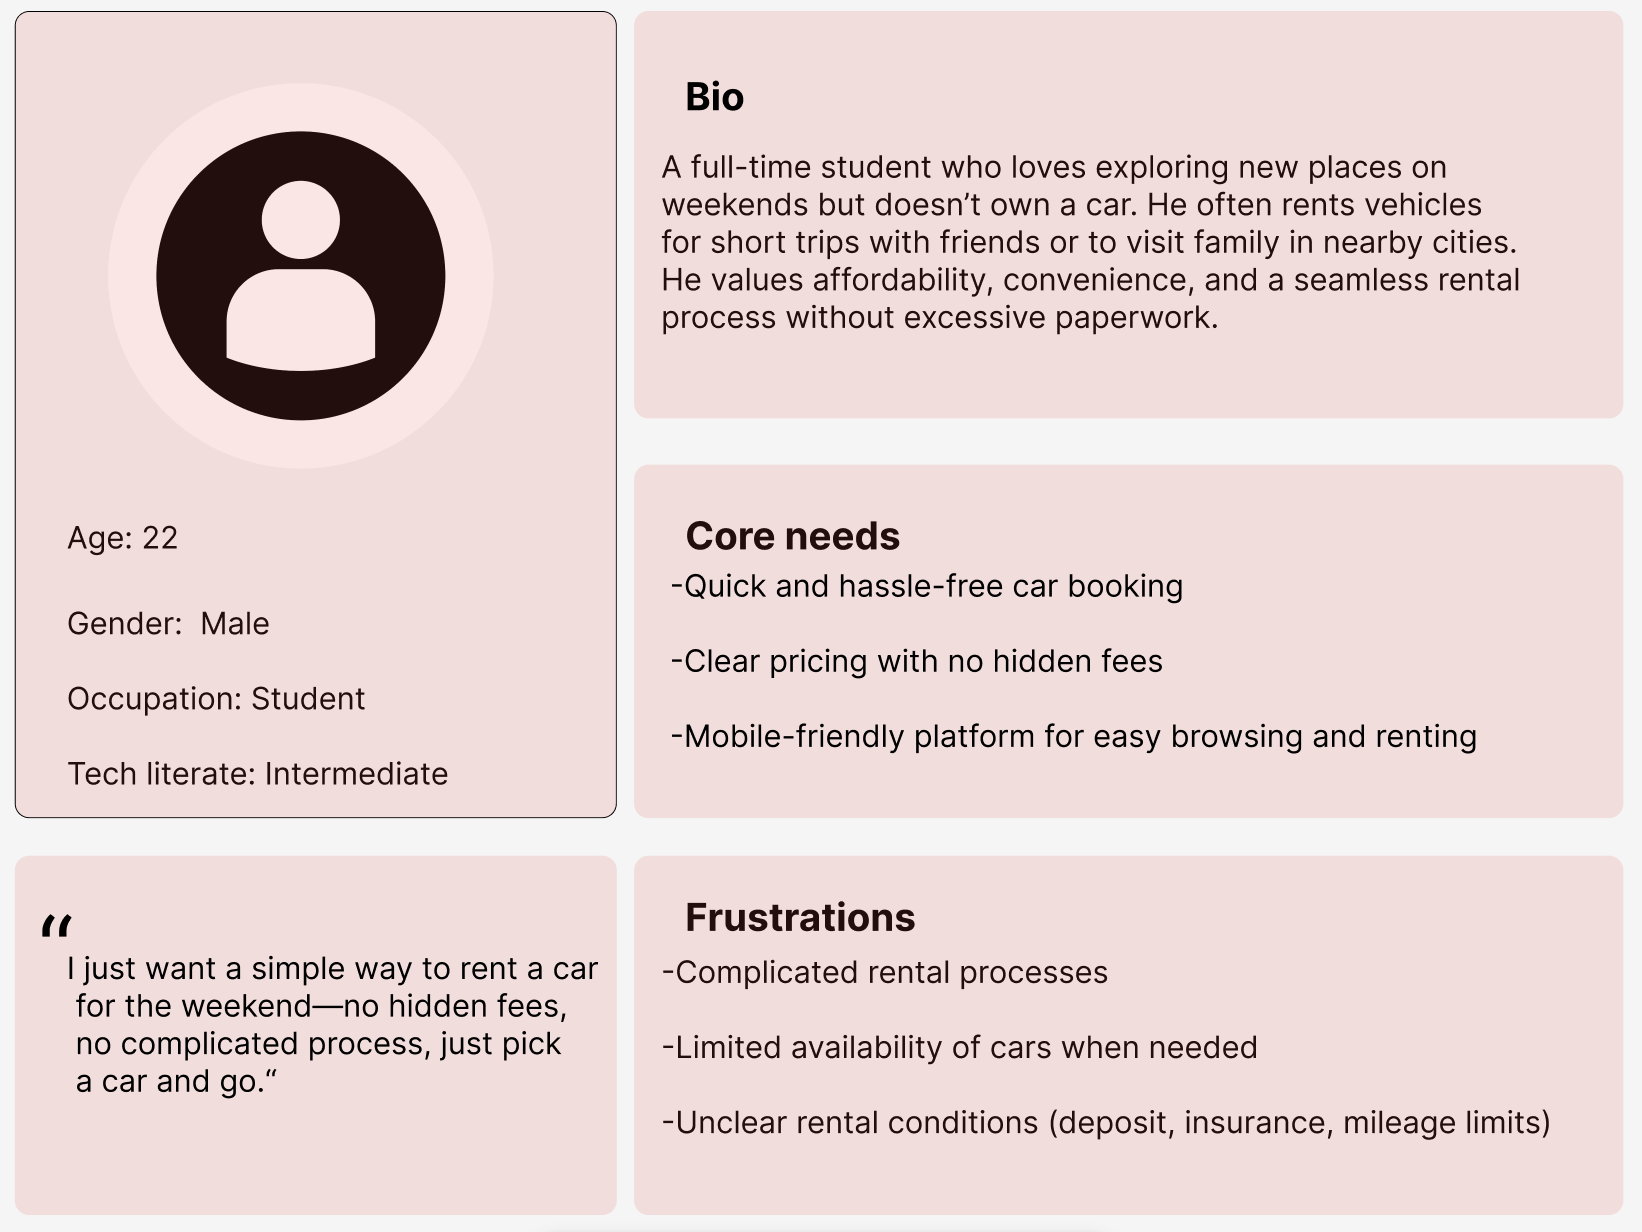 Age: 22
Gender:  Male
Occupation: Student
Tech literate: Intermediate
Bio
A full-time student who loves exploring new places on
weekends but doesn’t own a car. He often rents vehicles
for short trips with friends or to visit family in nearby cities.
He values affordability, convenience, and a seamless rental
process without excessive paperwork.
Core needs
-Quick and hassle-free car booking
-Clear pricing with no hidden fees
-Mobile-friendly platform for easy browsing and renting
“
I just want a simple way to rent a car
for the weekend—no hidden fees,
no complicated process, just pick
a car and go.“
Frustrations
-Complicated rental processes
-Limited availability of cars when needed
-Unclear rental conditions (deposit, insurance, mileage limits)